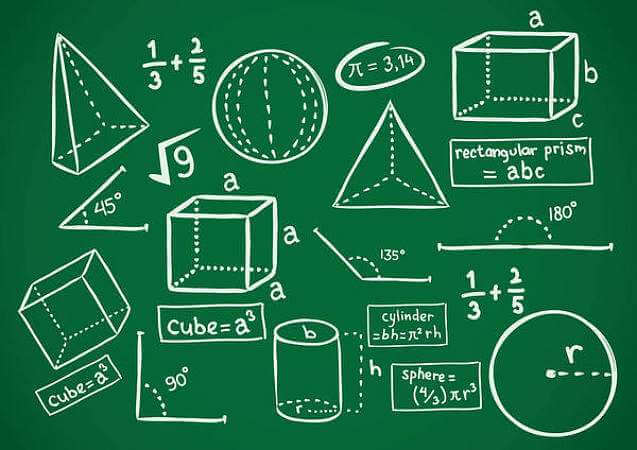 1/3 + 2/5
π = 3,14
a
b
c
rectangular prism
= abc
√9
45°
a
a
a
180°
135°
1/3 + 2/5
cube = a³
cylinder
=bh=π²rh
b
h
r
r
sphere =
(4/3) πr³
cube = a³
90°